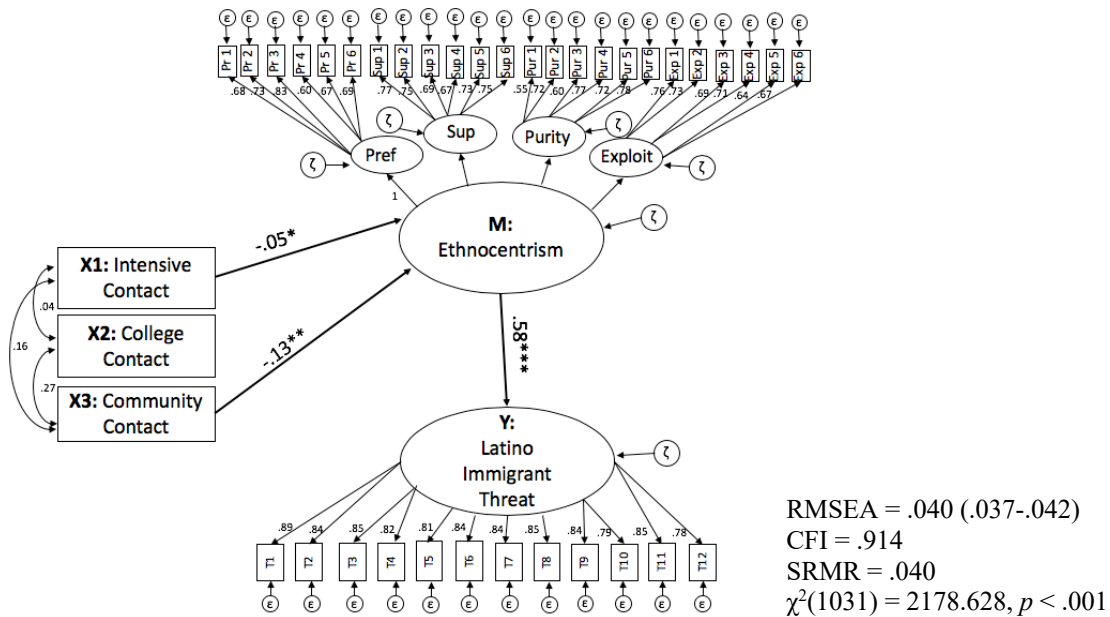 ε ε ε ε ε ε ε ε ε ε ε ε ε ε ε ε ε ε ε ε ε ε ε ε
Pr 1 Pr 2 Pr 3 Pr 4 Pr 5 Pr 6 Sup 1 Sup 2 Sup 3 Sup 4 Sup 5 Sup 6 Pur 1 Pur 2 Pur 3 Pur 4 Pur 5 Pur 6 Exp 1 Exp 2 Exp 3 Exp 4 Exp 5 Exp 6
.68 .73 .83 .60 .67 .69 .77 .75 .69 .67 .73 .75 .55 .72 .60 .77 .72 .78 .76 .73 .69 .71 .64 .67
ζ Sup Purity ζ
ζ Pref Exploit ζ
1
M:
Ethnocentrism
ζ
-.05*
X1: Intensive
Contact
.04
X2: College
Contact
.16
.27
X3: Community
Contact
-.13**
.58***
Y:
Latino
Immigrant
Threat
ζ
.89 .84 .85 .82 .81 .84 .84 .85 .84 .79 .85 .78
T1 T2 T3 T4 T5 T6 T7 T8 T9 T10 T11 T12
ε ε ε ε ε ε ε ε ε ε ε ε
RMSEA = .040 (.037-.042)
CFI = .914
SRMR = .040
χ²(1031) = 2178.628, p < .001